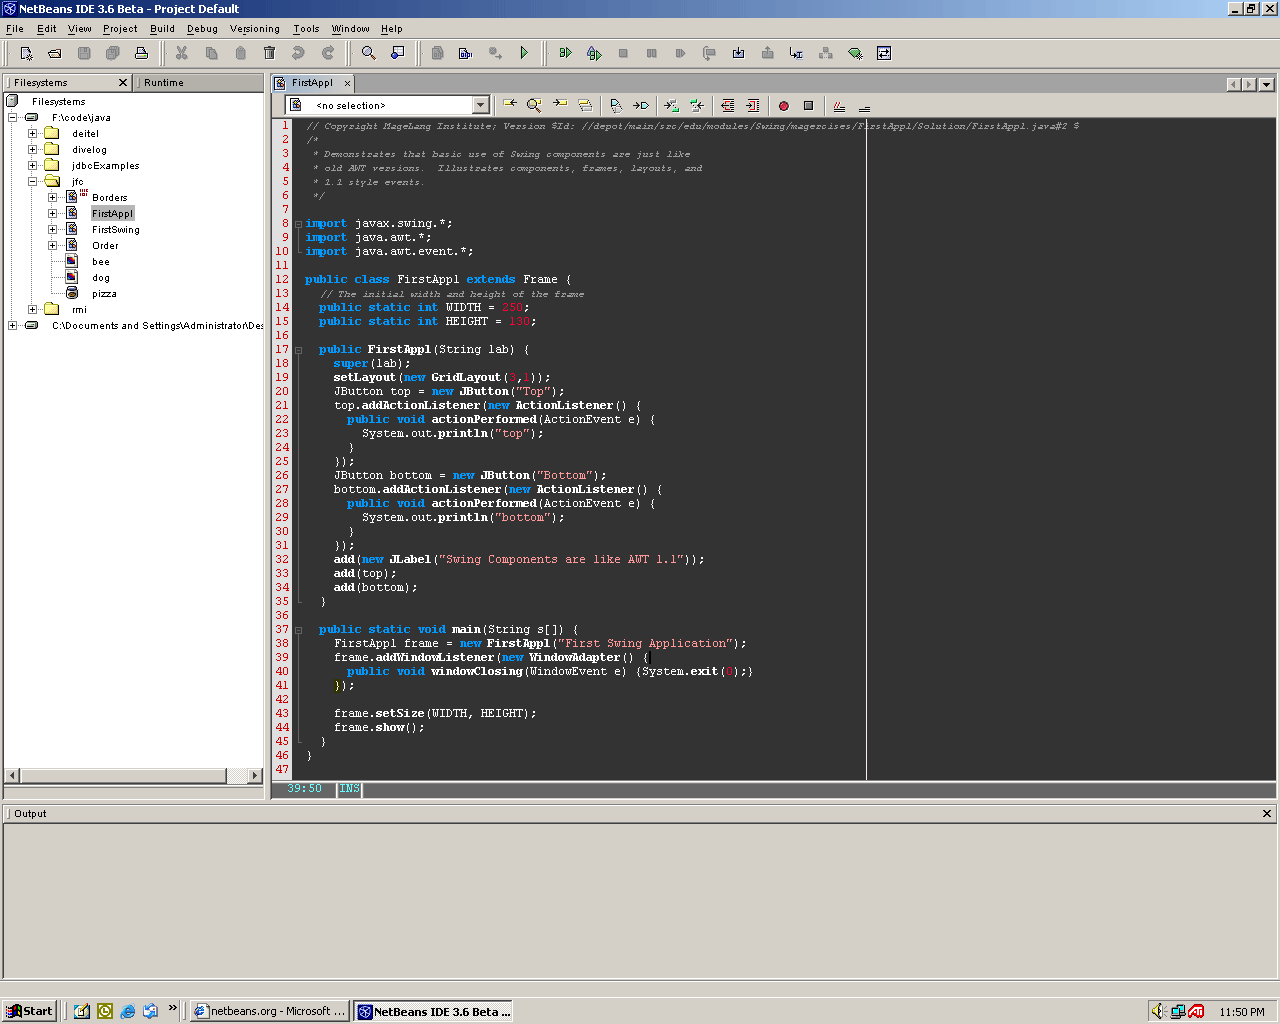 NetBeans IDE 3.6 Beta - Project Default
File Edit View Project Build Debug Versioning Tools Window Help
Filesystems Runtime
FirstAppl
<no selection>
Filesystems
F:\code\java
deitel
divelog
jdbcExamples
jfc
Borders
FirstAppl
FirstSwing
Order
bee
dog
pizza
rmi
C:\Documents and Settings\Administrator\Des
1 // Copyright MageLang Institute; Version $Id: //depot/main/src/edu/modules/Swing/magercises/FirstAppl/Solution/FirstAppl.java#2 $
2 /*
3  * Demonstrates that basic use of Swing components are just like
4  * old AWT versions.  Illustrates components, frames, layouts, and
5  * 1.1 style events.
6  */
7
8 import javax.swing.*;
9 import java.awt.*;
10 import java.awt.event.*;
11
12 public class FirstAppl extends Frame {
13   // The initial width and height of the frame
14   public static int WIDTH = 250;
15   public static int HEIGHT = 130;
16
17   public FirstAppl(String lab) {
18     super(lab);
19     setLayout(new GridLayout(3,1));
20     JButton top = new JButton("Top");
21     top.addActionListener(new ActionListener() {
22       public void actionPerformed(ActionEvent e) {
23         System.out.println("top");
24       }
25     });
26     JButton bottom = new JButton("Bottom");
27     bottom.addActionListener(new ActionListener() {
28       public void actionPerformed(ActionEvent e) {
29         System.out.println("bottom");
30       }
31     });
32     add(new JLabel("Swing Components are like AWT 1.1"));
33     add(top);
34     add(bottom);
35   }
36
37   public static void main(String s[]) {
38     FirstAppl frame = new FirstAppl("First Swing Application");
39     frame.addWindowListener(new WindowAdapter() {
40       public void windowClosing(WindowEvent e) {System.exit(0);}
41     });
42
43     frame.setSize(WIDTH, HEIGHT);
44     frame.show();
45   }
46 }
47
39:50 INS
Output
Start netbeans.org - Microsoft ... NetBeans IDE 3.6 Beta ... 11:50 PM